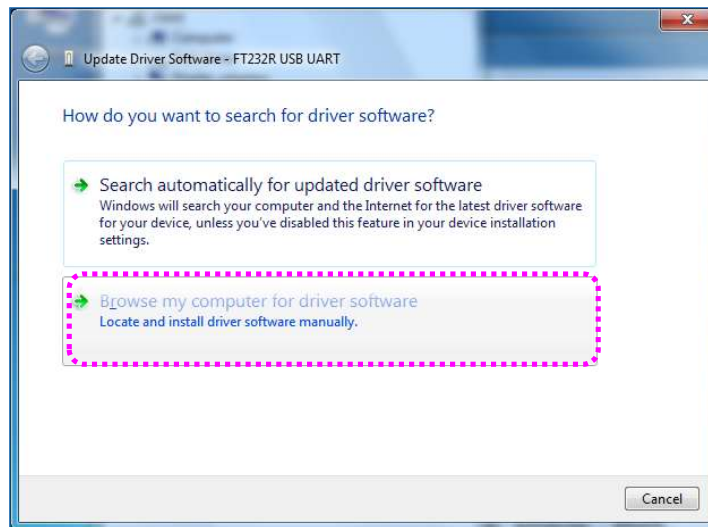 Update Driver Software - FT232R USB UART
How do you want to search for driver software?
Search automatically for updated driver software
Windows will search your computer and the Internet for the latest driver software
for your device, unless you've disabled this feature in your device installation
settings.
Browse my computer for driver software
Locate and install driver software manually.
Cancel